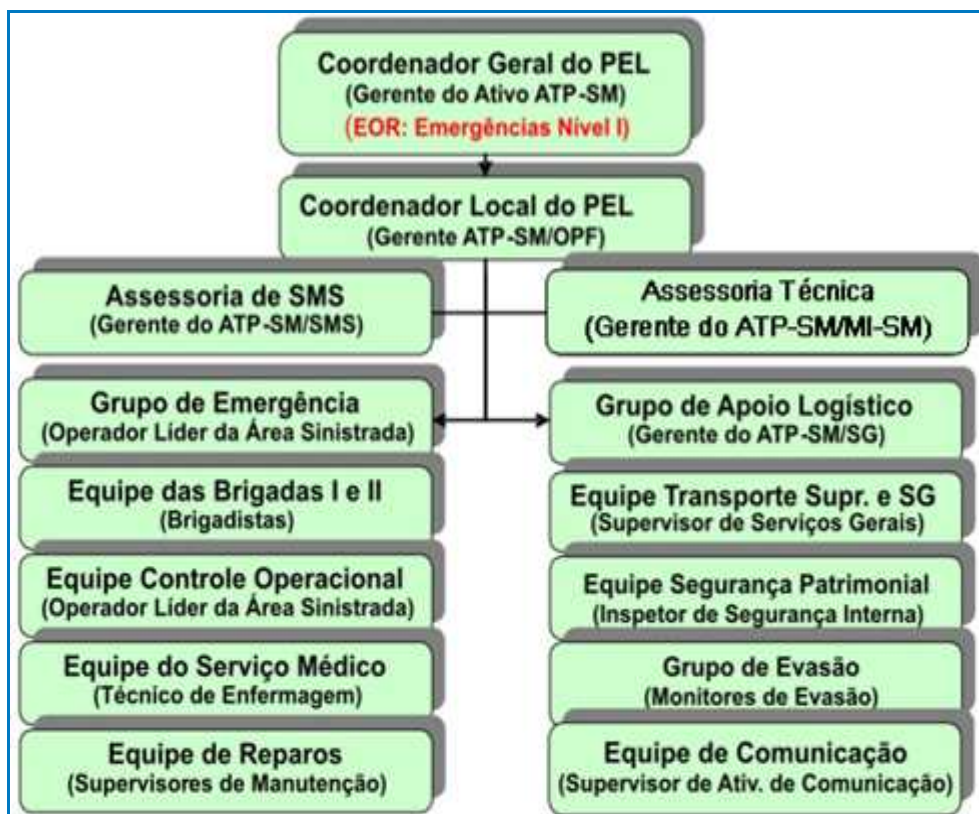 Coordenador Geral do PEL
(Gerente do Ativo ATP-SM)
(EOR: Emergências Nível I)
Coordenador Local do PEL
(Gerente ATP-SM/OPF)
Assessoria de SMS
(Gerente do ATP-SM/SMS)
Assessoria Técnica
(Gerente do ATP-SM/MI-SM)
Grupo de Emergência
(Operador Líder da Área Sinistrada)
Equipe das Brigadas I e II
(Brigadistas)
Equipe Controle Operacional
(Operador Líder da Área Sinistrada)
Equipe do Serviço Médico
(Técnico de Enfermagem)
Equipe de Reparos
(Supervisores de Manutenção)
Grupo de Apoio Logístico
(Gerente do ATP-SM/SG)
Equipe Transporte Supr. e SG
(Supervisor de Serviços Gerais)
Equipe Segurança Patrimonial
(Inspetor de Segurança Interna)
Grupo de Evasão
(Monitores de Evasão)
Equipe de Comunicação
(Supervisor de Ativ. de Comunicação)